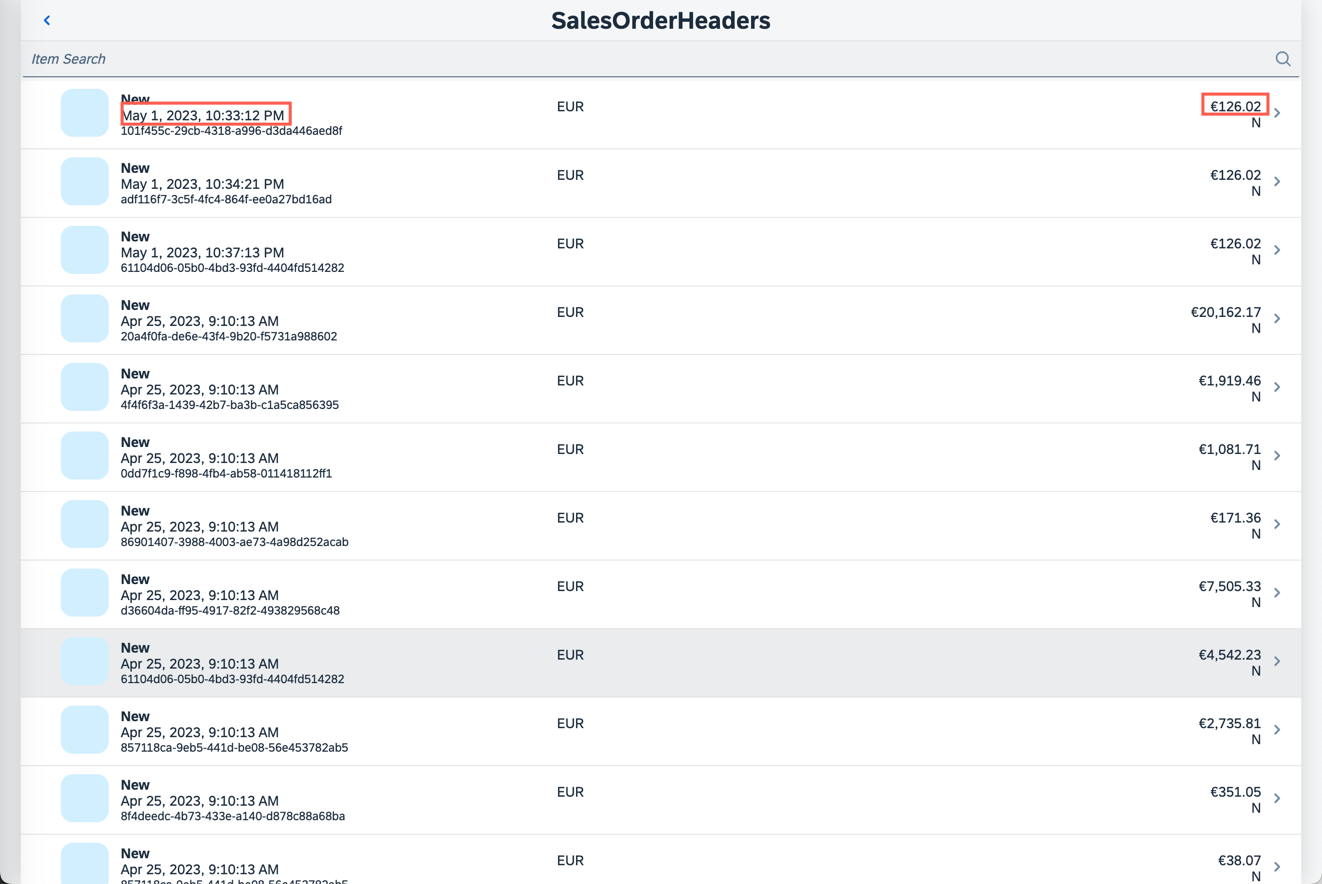 SalesOrderHeaders
Item Search
New
May 1, 2023, 10:33:12 PM
101f455c-29cb-4318-a996-d3da446aed8f
EUR
€126.02
N
New
May 1, 2023, 10:34:21 PM
adf116f7-3c5f-4fc4-864f-ee0a27bd16ad
EUR
€126.02
N
New
May 1, 2023, 10:37:13 PM
61104d06-05b0-4bd3-93fd-4404fd514282
EUR
€126.02
N
New
Apr 25, 2023, 9:10:13 AM
20a4f0fa-de6e-43f4-9b20-f5731a988602
EUR
€20,162.17
N
New
Apr 25, 2023, 9:10:13 AM
4f4f6f3a-1439-42b7-ba3b-c1a5ca856395
EUR
€1,919.46
N
New
Apr 25, 2023, 9:10:13 AM
0dd7f1c9-f898-4fb4-ab58-011418112ff1
EUR
€1,081.71
N
New
Apr 25, 2023, 9:10:13 AM
86901407-3988-4003-ae73-4a98d252acab
EUR
€171.36
N
New
Apr 25, 2023, 9:10:13 AM
d36604da-ff95-4917-82f2-493829568c48
EUR
€7,505.33
N
New
Apr 25, 2023, 9:10:13 AM
61104d06-05b0-4bd3-93fd-4404fd514282
EUR
€4,542.23
N
New
Apr 25, 2023, 9:10:13 AM
857118ca-9eb5-441d-be08-56e453782ab5
EUR
€2,735.81
N
New
Apr 25, 2023, 9:10:13 AM
8f4deedc-4b73-433e-a140-d878c88a68ba
EUR
€351.05
N
New
Apr 25, 2023, 9:10:13 AM
857118ca-9eb5-441d-be08-56e453782ab5
EUR
€38.07
N